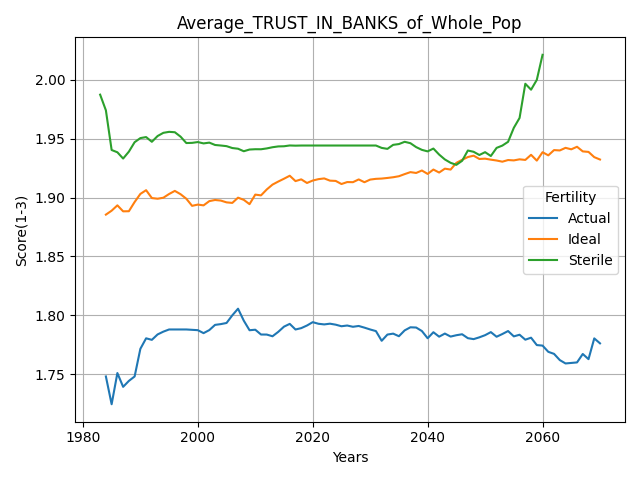 Average_TRUST_IN_BANKS_of_Whole_Pop
Score(1-3)
2.00
1.95
1.90
1.85
1.80
1.75
Fertility
Actual
Ideal
Sterile
1980 2000 2020 2040 2060
Years